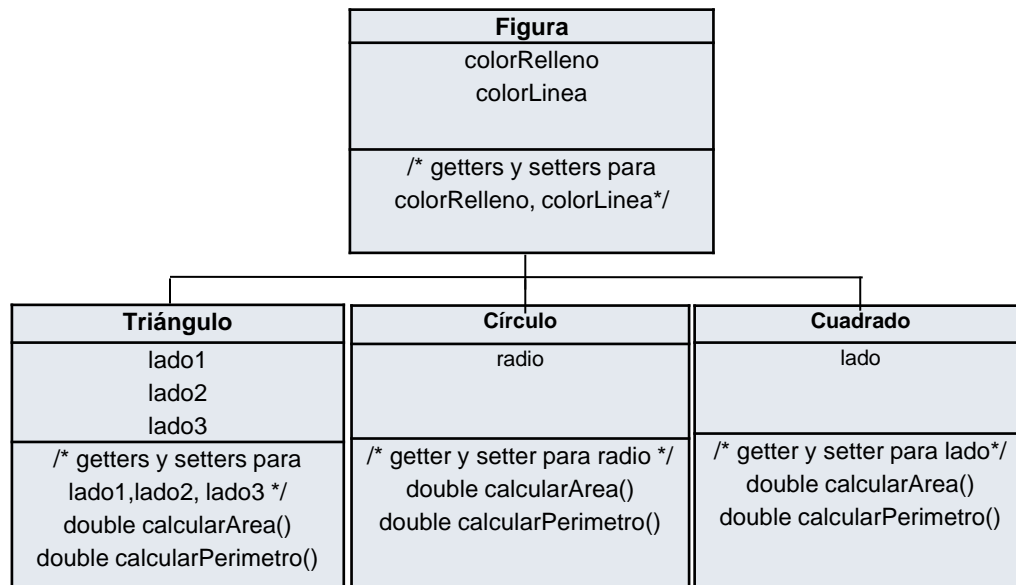 Figura
colorRelleno
colorLinea
/* getters y setters para
colorRelleno, colorLinea*/
Triángulo
lado1
lado2
lado3
/* getters y setters para
lado1,lado2, lado3 */
double calcularArea()
double calcularPerimetro()
Círculo
radio
/* getter y setter para radio */
double calcularArea()
double calcularPerimetro()
Cuadrado
lado
/* getter y setter para lado*/
double calcularArea()
double calcularPerimetro()